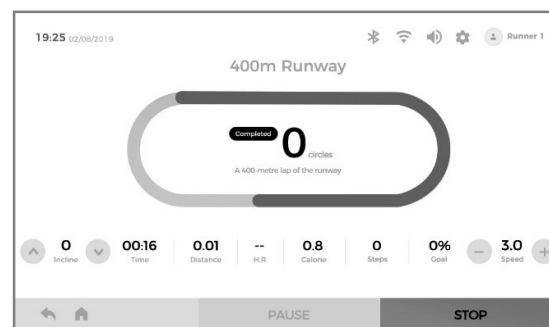 19:25 02/08/2019 Runner 1
400m Runway
Completed 0 circles
A 400-metre lap of the runway
0 00:16 0.01 -- 0.8 0 0% 3.0
Incline Time Distance H.R. Calorie Steps Goal Speed
PAUSE STOP